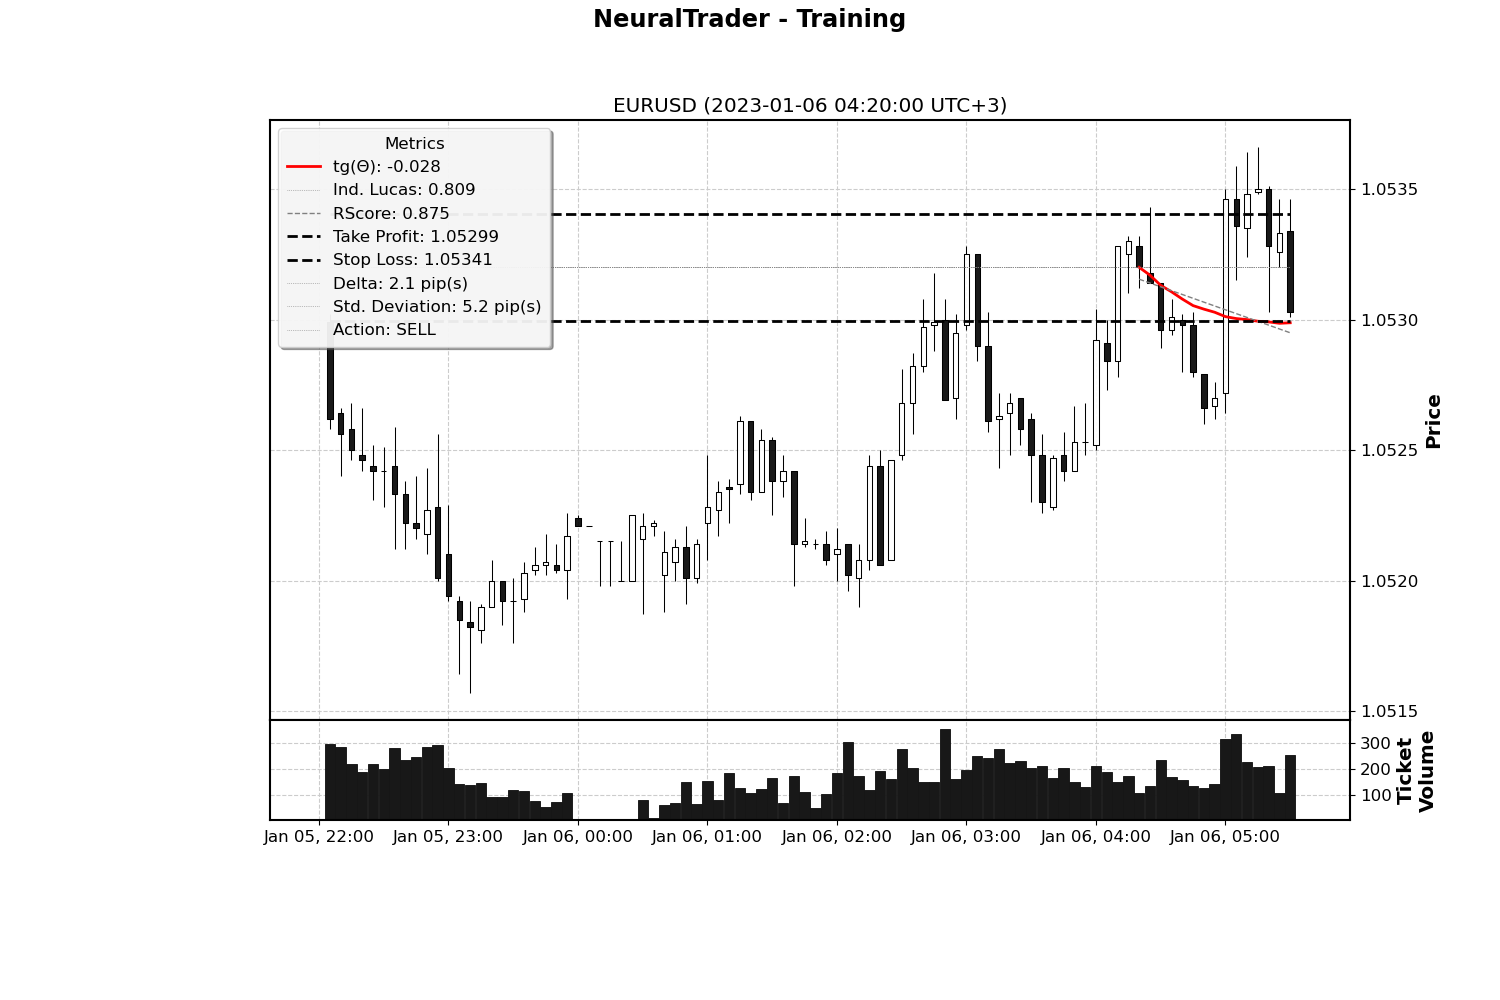 NeuralTrader - Training
EURUSD (2023-01-06 04:20:00 UTC+3)
Metrics
tg(Θ): -0.028
Ind. Lucas: 0.809
RScore: 0.875
Take Profit: 1.05299
Stop Loss: 1.05341
Delta: 2.1 pip(s)
Std. Deviation: 5.2 pip(s)
Action: SELL
1.0535
1.0530
1.0525
1.0520
1.0515
Price
300
200
100
Ticket
Volume
Jan 05, 22:00
Jan 05, 23:00
Jan 06, 00:00
Jan 06, 01:00
Jan 06, 02:00
Jan 06, 03:00
Jan 06, 04:00
Jan 06, 05:00